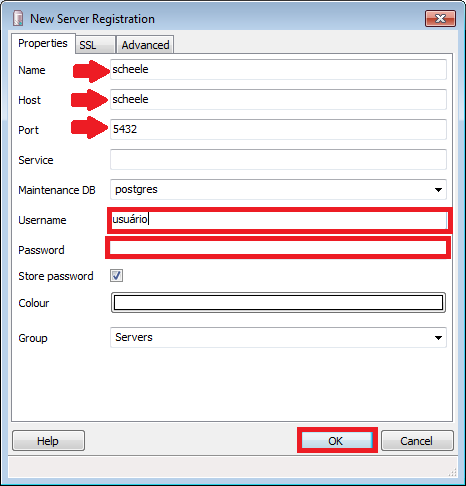 New Server Registration
Properties SSL Advanced
Name scheele
Host scheele
Port 5432
Service
Maintenance DB postgres
Username usuário
Password
Store password
Colour
Group Servers
Help OK Cancel